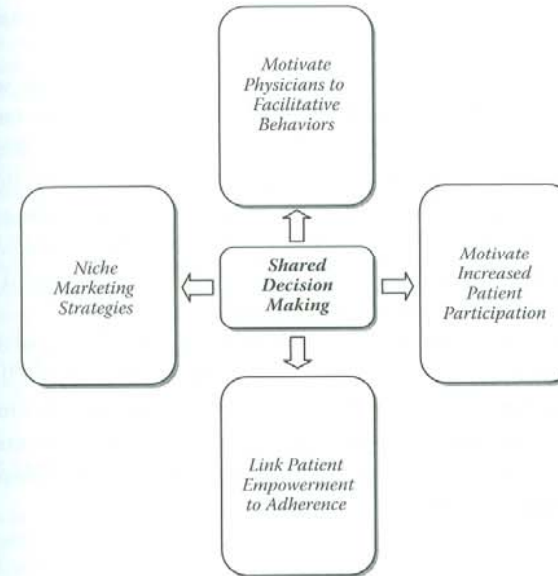 Motivate
Physicians to
Facilitative
Behaviors
Niche
Marketing
Strategies
Shared
Decision
Making
Motivate
Increased
Patient
Participation
Link Patient
Empowerment
to Adherence